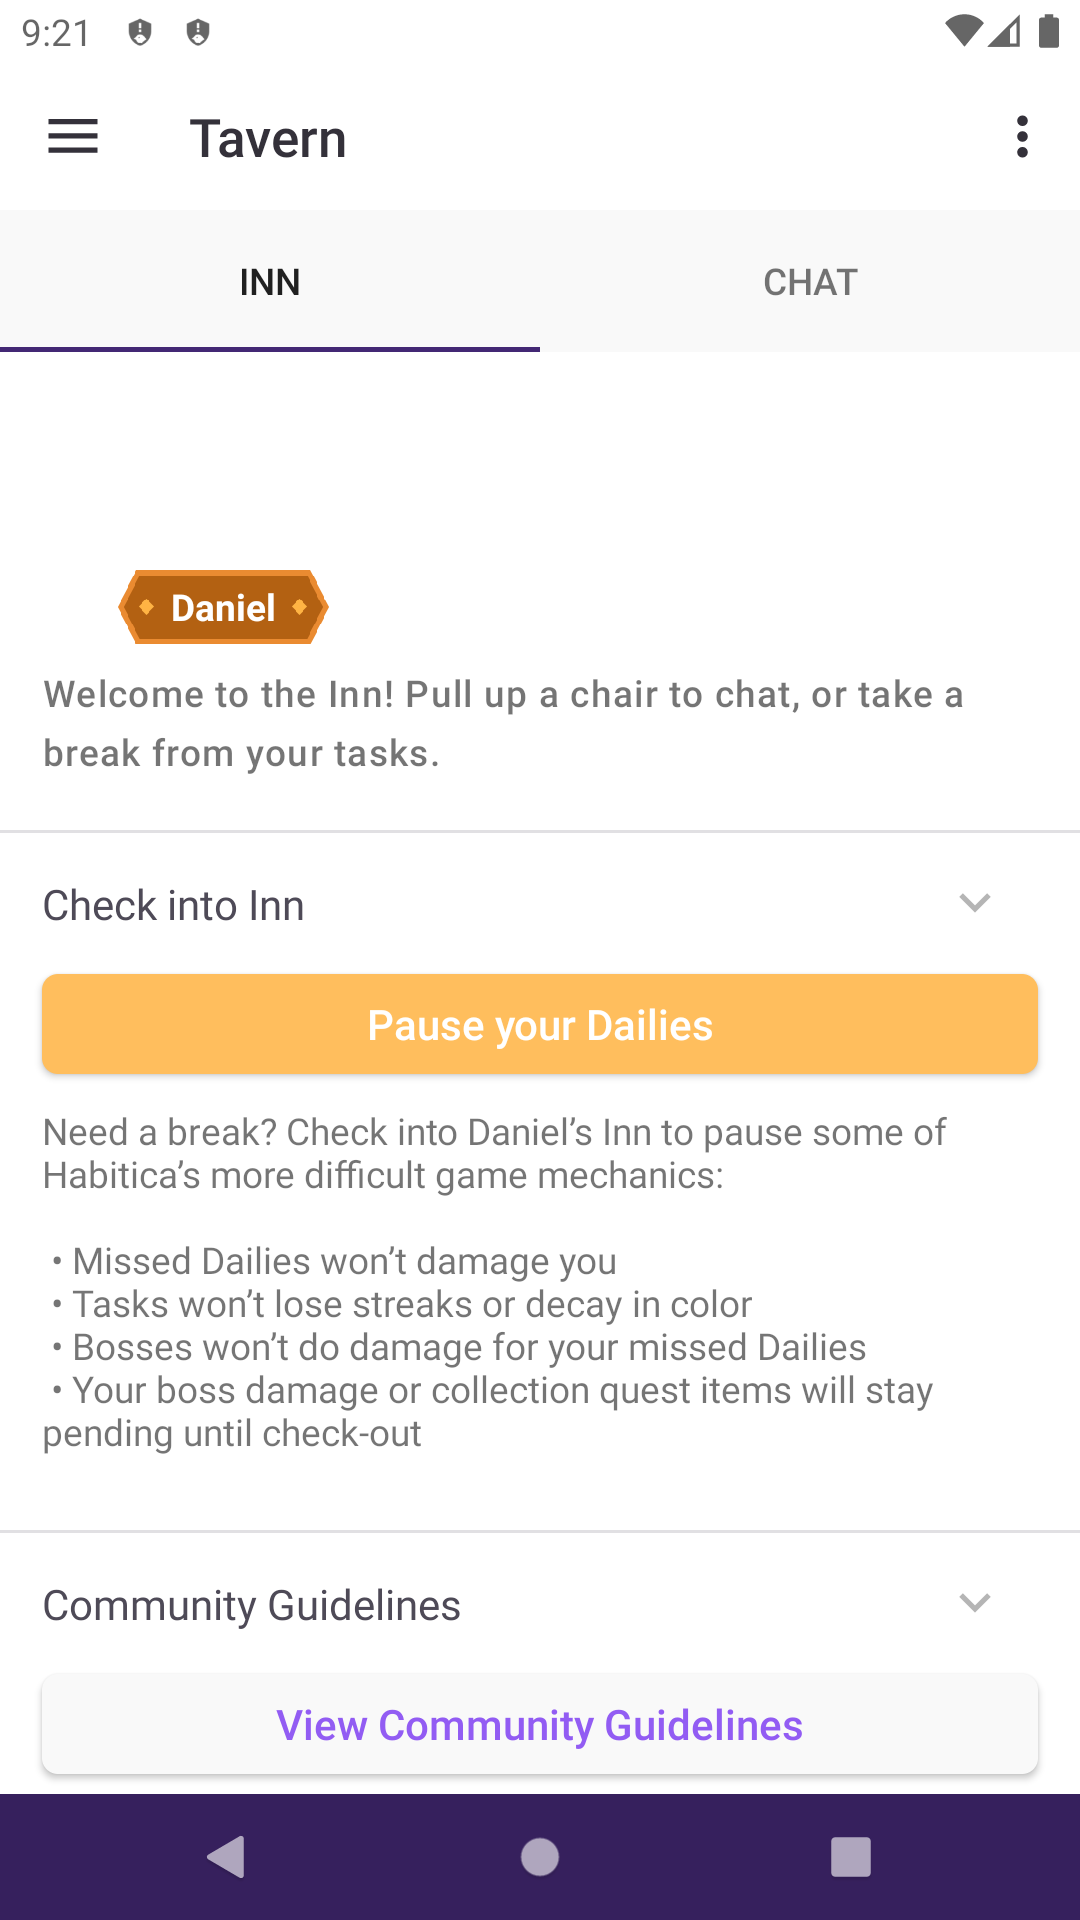 9:21
Tavern
INN
CHAT
Daniel
Welcome to the Inn! Pull up a chair to chat, or take a
break from your tasks.
Check into Inn
Pause your Dailies
Need a break? Check into Daniel’s Inn to pause some of
Habitica’s more difficult game mechanics:
• Missed Dailies won’t damage you
• Tasks won’t lose streaks or decay in color
• Bosses won’t do damage for your missed Dailies
• Your boss damage or collection quest items will stay
pending until check-out
Community Guidelines
View Community Guidelines